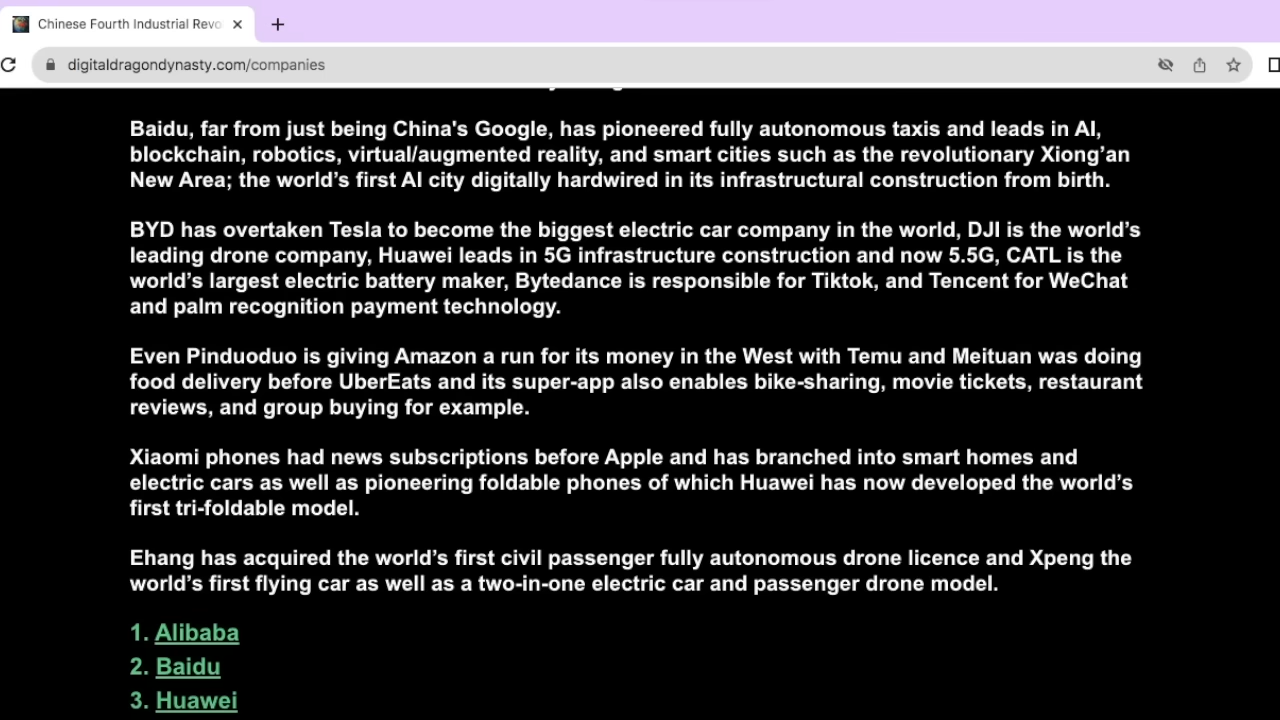 Chinese Fourth Industrial Revo
digitaldragondynasty.com/companies
Baidu, far from just being China's Google, has pioneered fully autonomous taxis and leads in AI,
blockchain, robotics, virtual/augmented reality, and smart cities such as the revolutionary Xiong’an
New Area; the world’s first AI city digitally hardwired in its infrastructural construction from birth.
BYD has overtaken Tesla to become the biggest electric car company in the world, DJI is the world’s
leading drone company, Huawei leads in 5G infrastructure construction and now 5.5G, CATL is the
world’s largest electric battery maker, Bytedance is responsible for Tiktok, and Tencent for WeChat
and palm recognition payment technology.
Even Pinduoduo is giving Amazon a run for its money in the West with Temu and Meituan was doing
food delivery before UberEats and its super-app also enables bike-sharing, movie tickets, restaurant
reviews, and group buying for example.
Xiaomi phones had news subscriptions before Apple and has branched into smart homes and
electric cars as well as pioneering foldable phones of which Huawei has now developed the world’s
first tri-foldable model.
Ehang has acquired the world’s first civil passenger fully autonomous drone licence and Xpeng the
world’s first flying car as well as a two-in-one electric car and passenger drone model.
1. Alibaba
2. Baidu
3. Huawei